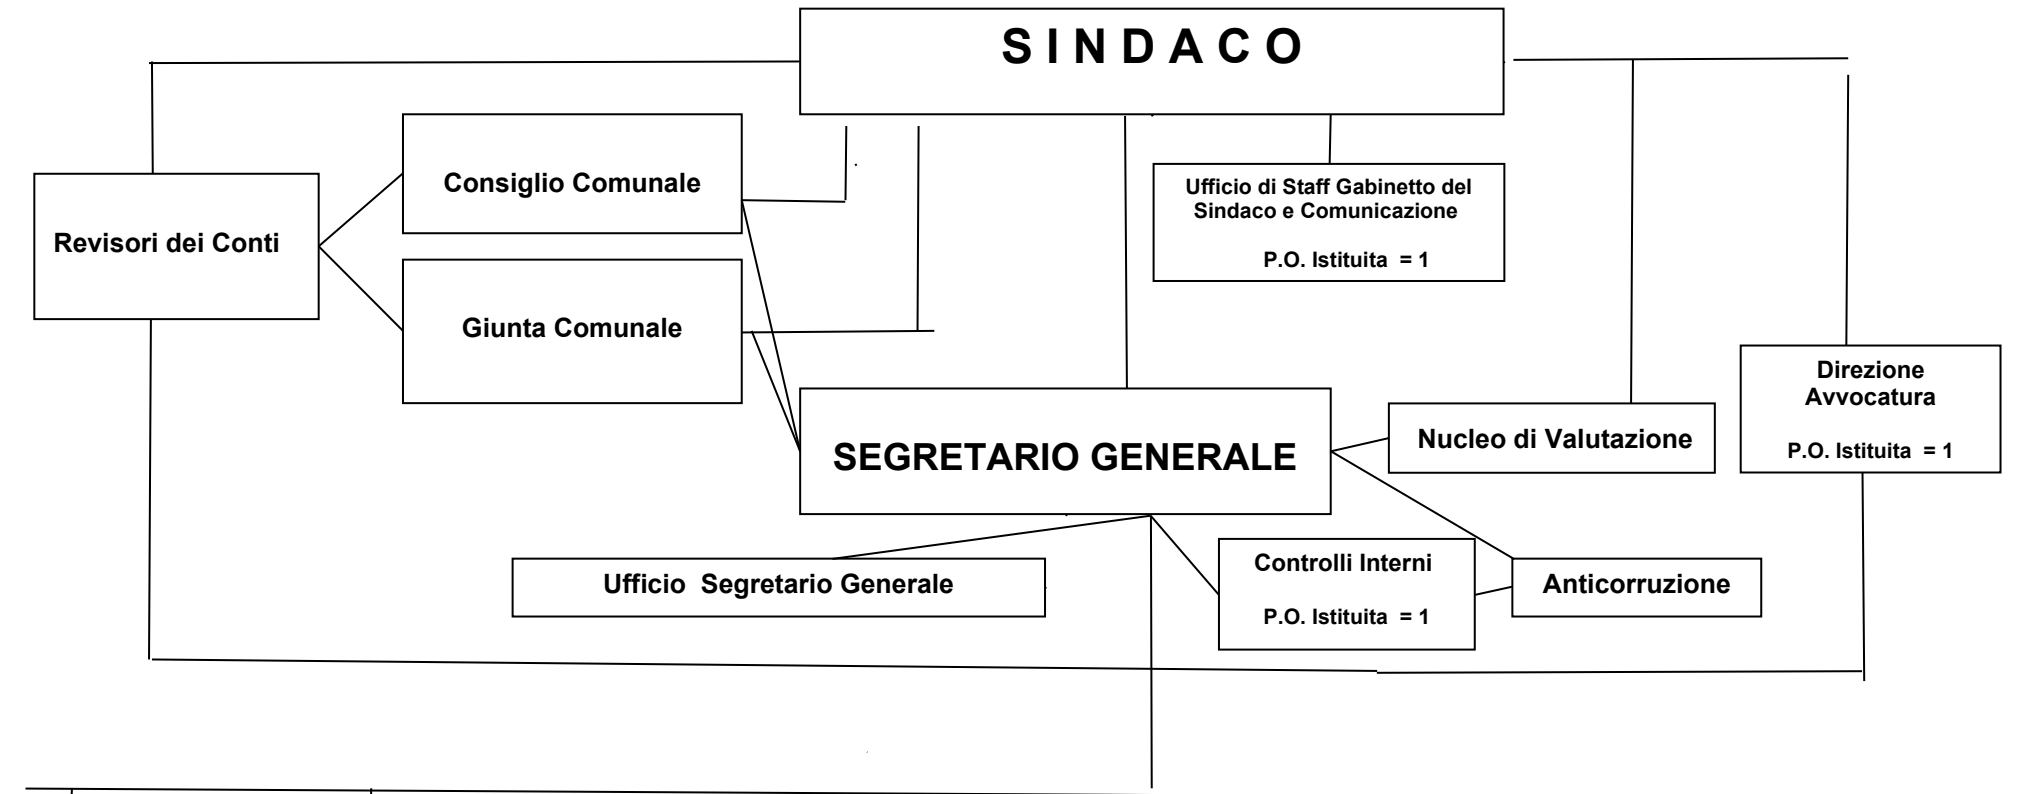 S I N D A C O
Consiglio Comunale
Ufficio di Staff Gabinetto del
Sindaco e Comunicazione
P.O. Istituita = 1
Revisori dei Conti
Giunta Comunale
Direzione
Avvocatura
P.O. Istituita = 1
SEGRETARIO GENERALE
Nucleo di Valutazione
Ufficio Segretario Generale
Controlli Interni
P.O. Istituita = 1
Anticorruzione